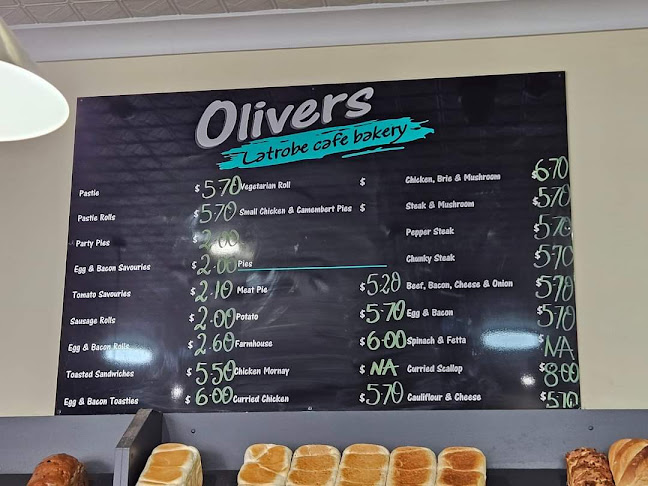 Olivers
Latrobe cafe bakery
Pastie $5.70
Pastie Rolls $5.70
Party Pies $2.00
Egg & Bacon Savouries $2.00
Tomato Savouries $2.10
Sausage Rolls $2.00
Egg & Bacon Rolls $2.60
Toasted Sandwiches $5.50
Egg & Bacon Toasties $6.00
Vegetarian Roll $
Small Chicken & Camembert Pies $
Pies
Meat Pie $5.20
Potato $5.70
Farmhouse $6.00
Chicken Mornay $ NA
Curried Chicken $5.70
Chicken, Brie & Mushroom $6.70
Steak & Mushroom $5.70
Pepper Steak $5.70
Chunky Steak $5.70
Beef, Bacon, Cheese & Onion $5.70
Egg & Bacon $5.70
Spinach & Fetta $NA
Curried Scallop $8.00
Cauliflour & Cheese $5.70